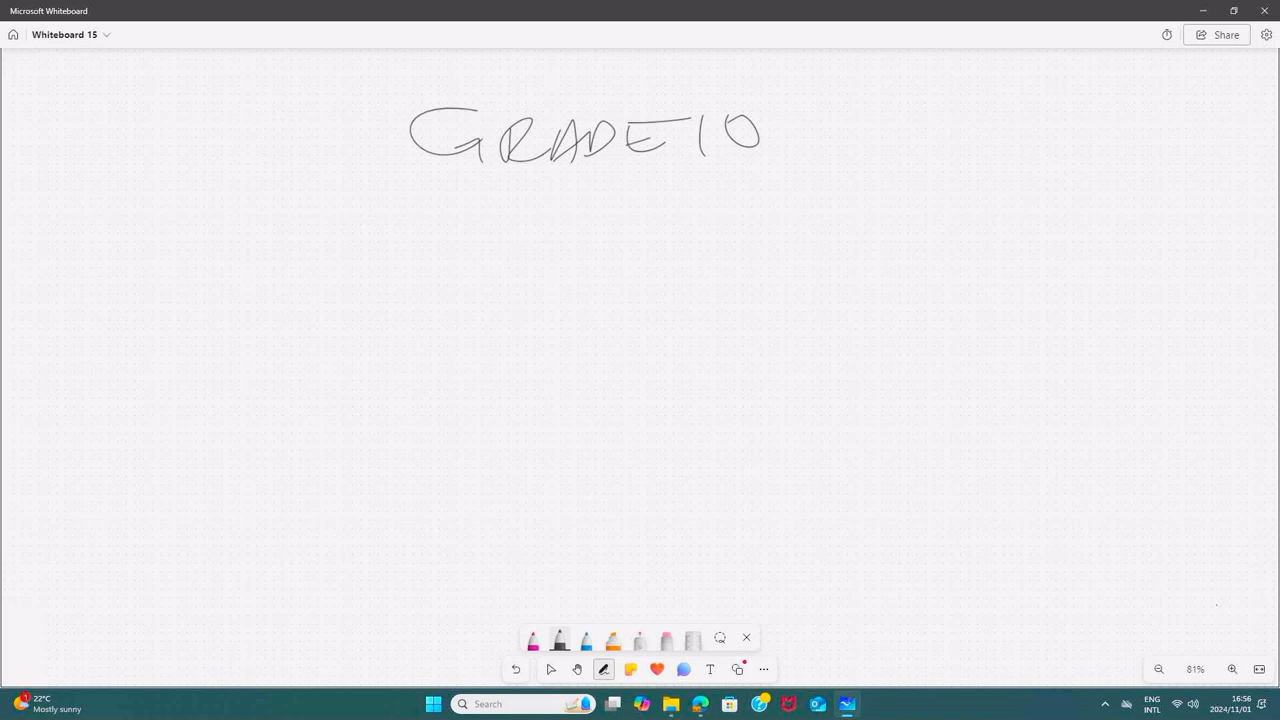 Microsoft Whiteboard
Whiteboard 15
Share
GRADE 10
T
81%
1
22°C
Mostly sunny
Search
ENG
INTL
16:56
2024/11/01